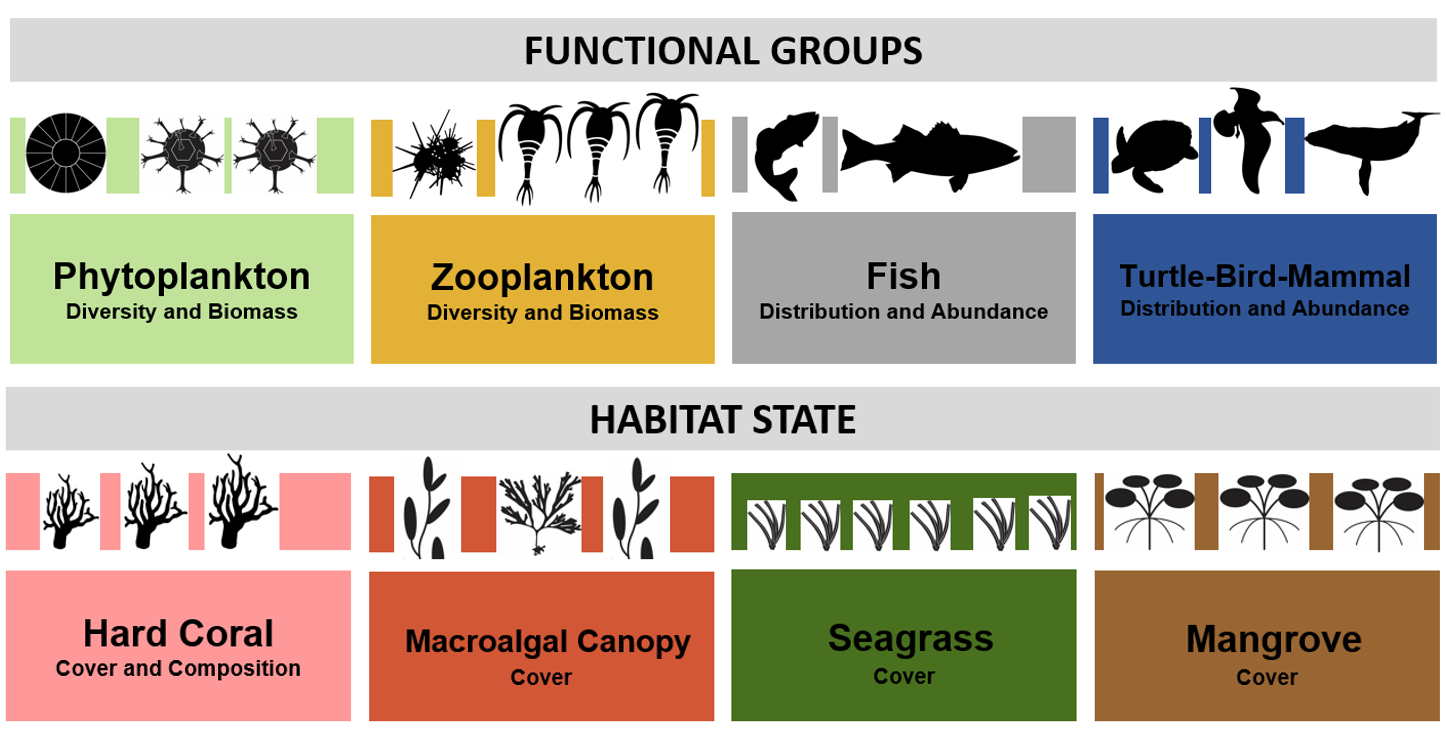 FUNCTIONAL GROUPS
Phytoplankton
Diversity and Biomass
Zooplankton
Diversity and Biomass
Fish
Distribution and Abundance
Turtle-Bird-Mammal
Distribution and Abundance
HABITAT STATE
Hard Coral
Cover and Composition
Macroalgal Canopy
Cover
Seagrass
Cover
Mangrove
Cover